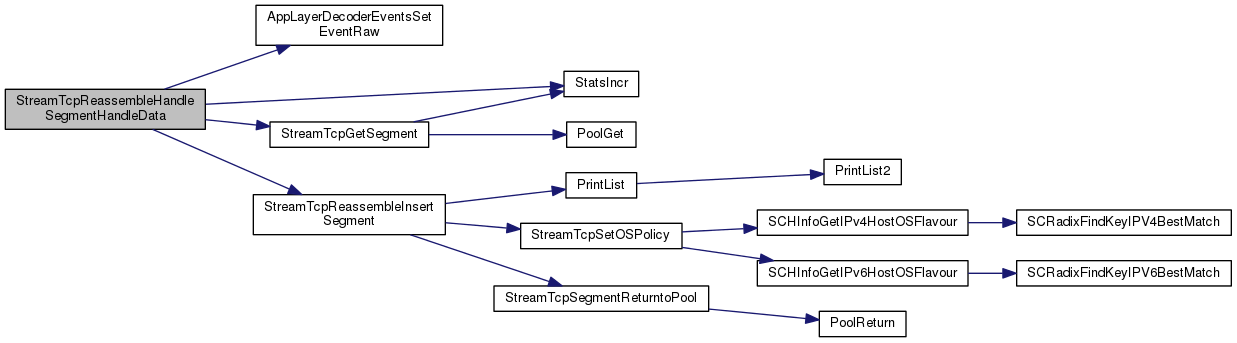 AppLayerDecoderEventsSet
EventRaw
StreamTcpReassembleHandle
SegmentHandleData
StatsIncr
StreamTcpGetSegment
PoolGet
StreamTcpReassembleInsert
Segment
PrintList
PrintList2
StreamTcpSetOSPolicy
SCHInfoGetIPv4HostOSFlavour
SCRadixFindKeyIPV4BestMatch
SCHInfoGetIPv6HostOSFlavour
SCRadixFindKeyIPV6BestMatch
StreamTcpSegmentReturntoPool
PoolReturn